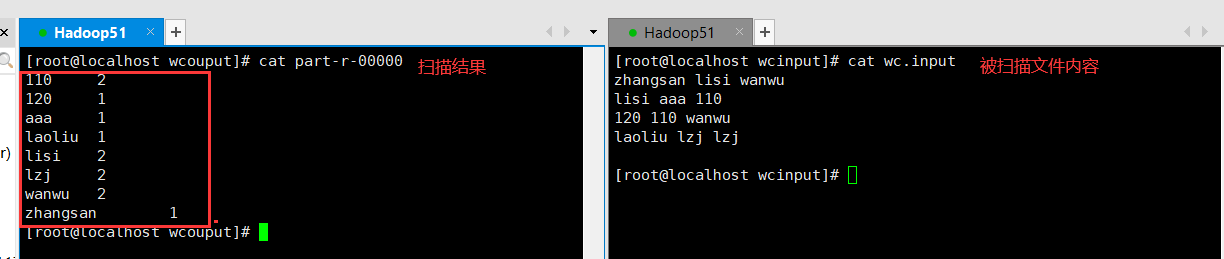 Hadoop51
[root@localhost wcouput]# cat part-r-00000
扫描结果
110 2
120 1
aaa 1
laoliu 1
lisi 2
lzj 2
wanwu 2
zhangsan 1
[root@localhost wcouput]#
r)
Hadoop51
[root@localhost wcinput]# cat wc.input
被扫描文件内容
zhangsan lisi wanwu
lisi aaa 110
120 110 wanwu
laoliu lzj lzj
[root@localhost wcinput]#